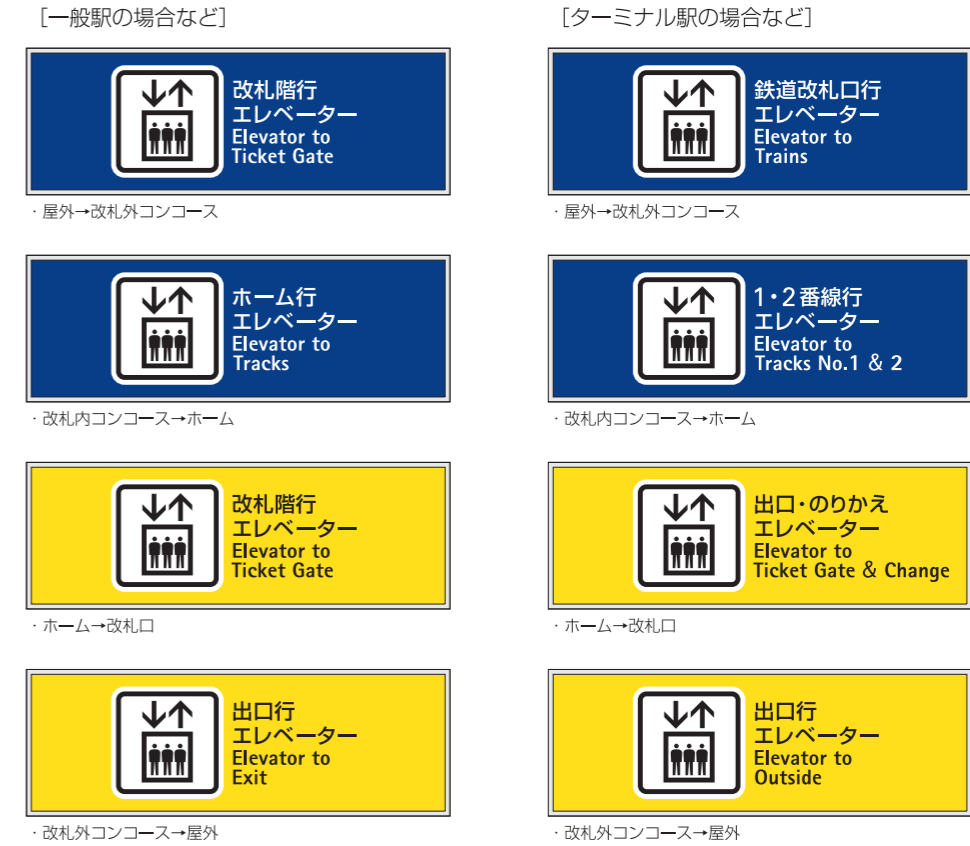 ［一般駅の場合など］
改札階行
エレベーター
Elevator to
Ticket Gate
・屋外→改札外コンコース
ホーム行
エレベーター
Elevator to
Tracks
・改札内コンコース→ホーム
改札階行
エレベーター
Elevator to
Ticket Gate
・ホーム→改札口
出口行
エレベーター
Elevator to
Exit
・改札外コンコース→屋外
［ターミナル駅の場合など］
鉄道改札口行
エレベーター
Elevator to
Trains
・屋外→改札外コンコース
1・2番線行
エレベーター
Elevator to
Tracks No.1 & 2
・改札内コンコース→ホーム
出口・のりかえ
エレベーター
Elevator to
Ticket Gate & Change
・ホーム→改札口
出口行
エレベーター
Elevator to
Outside
・改札外コンコース→屋外